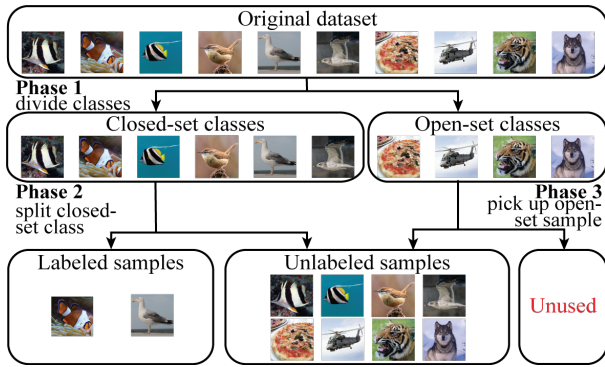 Original dataset
Phase 1
divide classes
Closed-set classes
Open-set classes
Phase 2
split closed-
set class
Phase 3
pick up open-
set sample
Labeled samples
Unlabeled samples
Unused